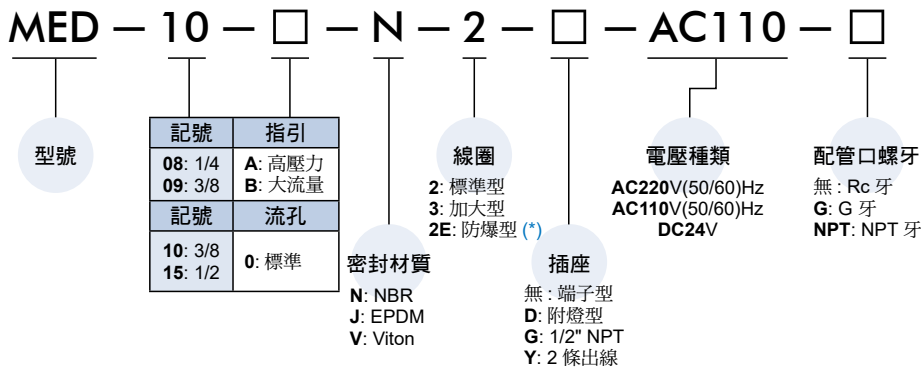 MED － 10 － □ － N － 2 － □ － AC110 － □
型號
記號 指引
08: 1/4 A: 高壓力
09: 3/8 B: 大流量
記號 流孔
10: 3/8 0: 標準
15: 1/2
密封材質
N: NBR
J: EPDM
V: Viton
線圈
2: 標準型
3: 加大型
2E: 防爆型 (*)
插座
無 : 端子型
D: 附燈型
G: 1/2" NPT
Y: 2 條出線
電壓種類
AC220V(50/60)Hz
AC110V(50/60)Hz
DC24V
配管口螺牙
無 : Rc 牙
G: G 牙
NPT: NPT 牙